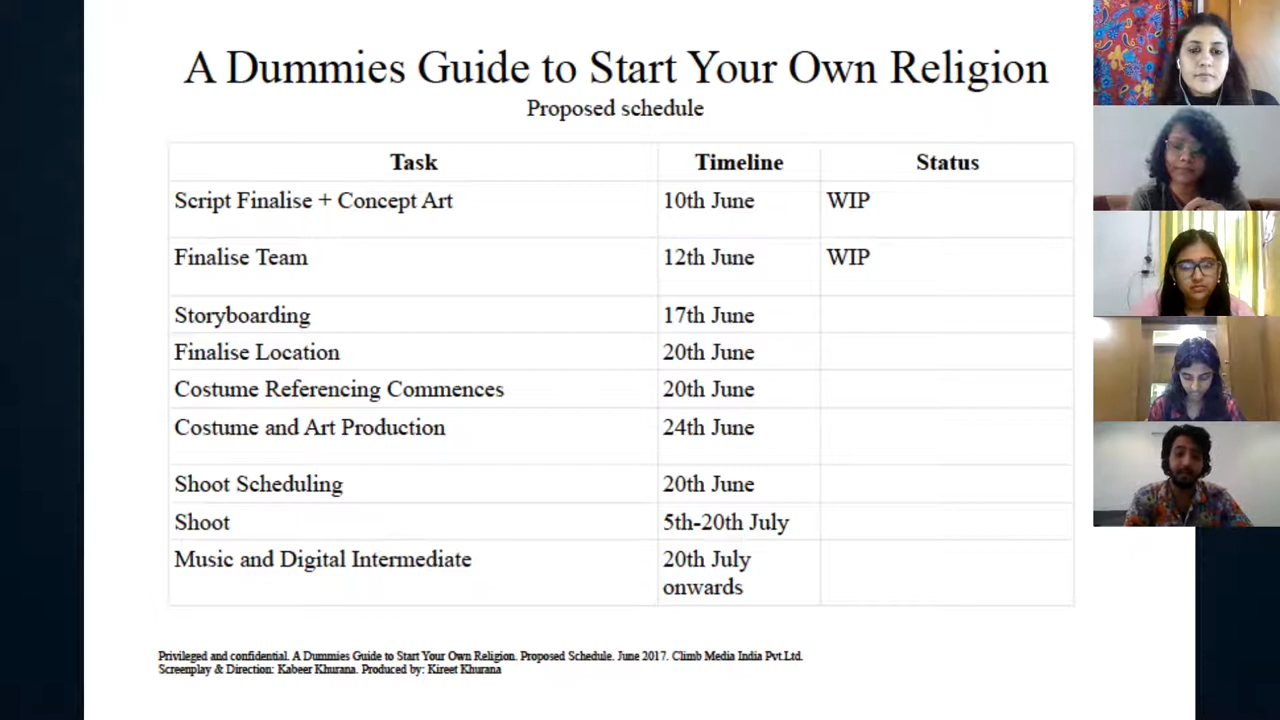 A Dummies Guide to Start Your Own Religion
Proposed schedule
Task Timeline Status
Script Finalise + Concept Art 10th June WIP
Finalise Team 12th June WIP
Storyboarding 17th June
Finalise Location 20th June
Costume Referencing Commences 20th June
Costume and Art Production 24th June
Shoot Scheduling 20th June
Shoot 5th-20th July
Music and Digital Intermediate 20th July
onwards
Privileged and confidential. A Dummies Guide to Start Your Own Religion. Proposed Schedule. June 2017. Climb Media India Pvt.Ltd.
Screenplay & Direction: Kabeer Khurana. Produced by: Kireet Khurana